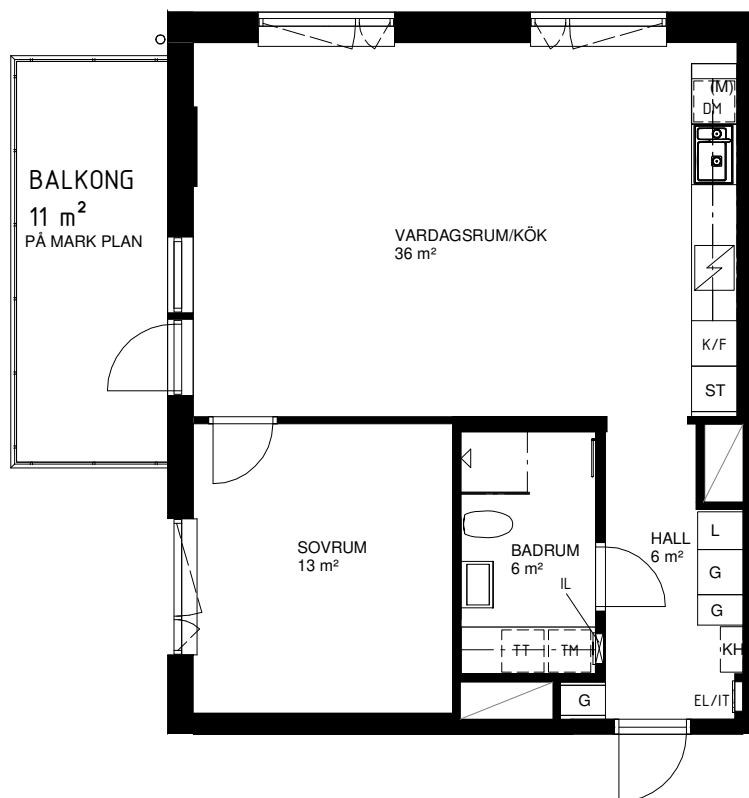 (M)
DM
BALKONG
11 m²
PÅ MARK PLAN
VARDAGSRUM/KÖK
36 m²
K/F
ST
L
HALL
6 m²
SOVRUM
13 m²
BADRUM
6 m²
G
IL
G
TT
TM
KH
G
EL/IT